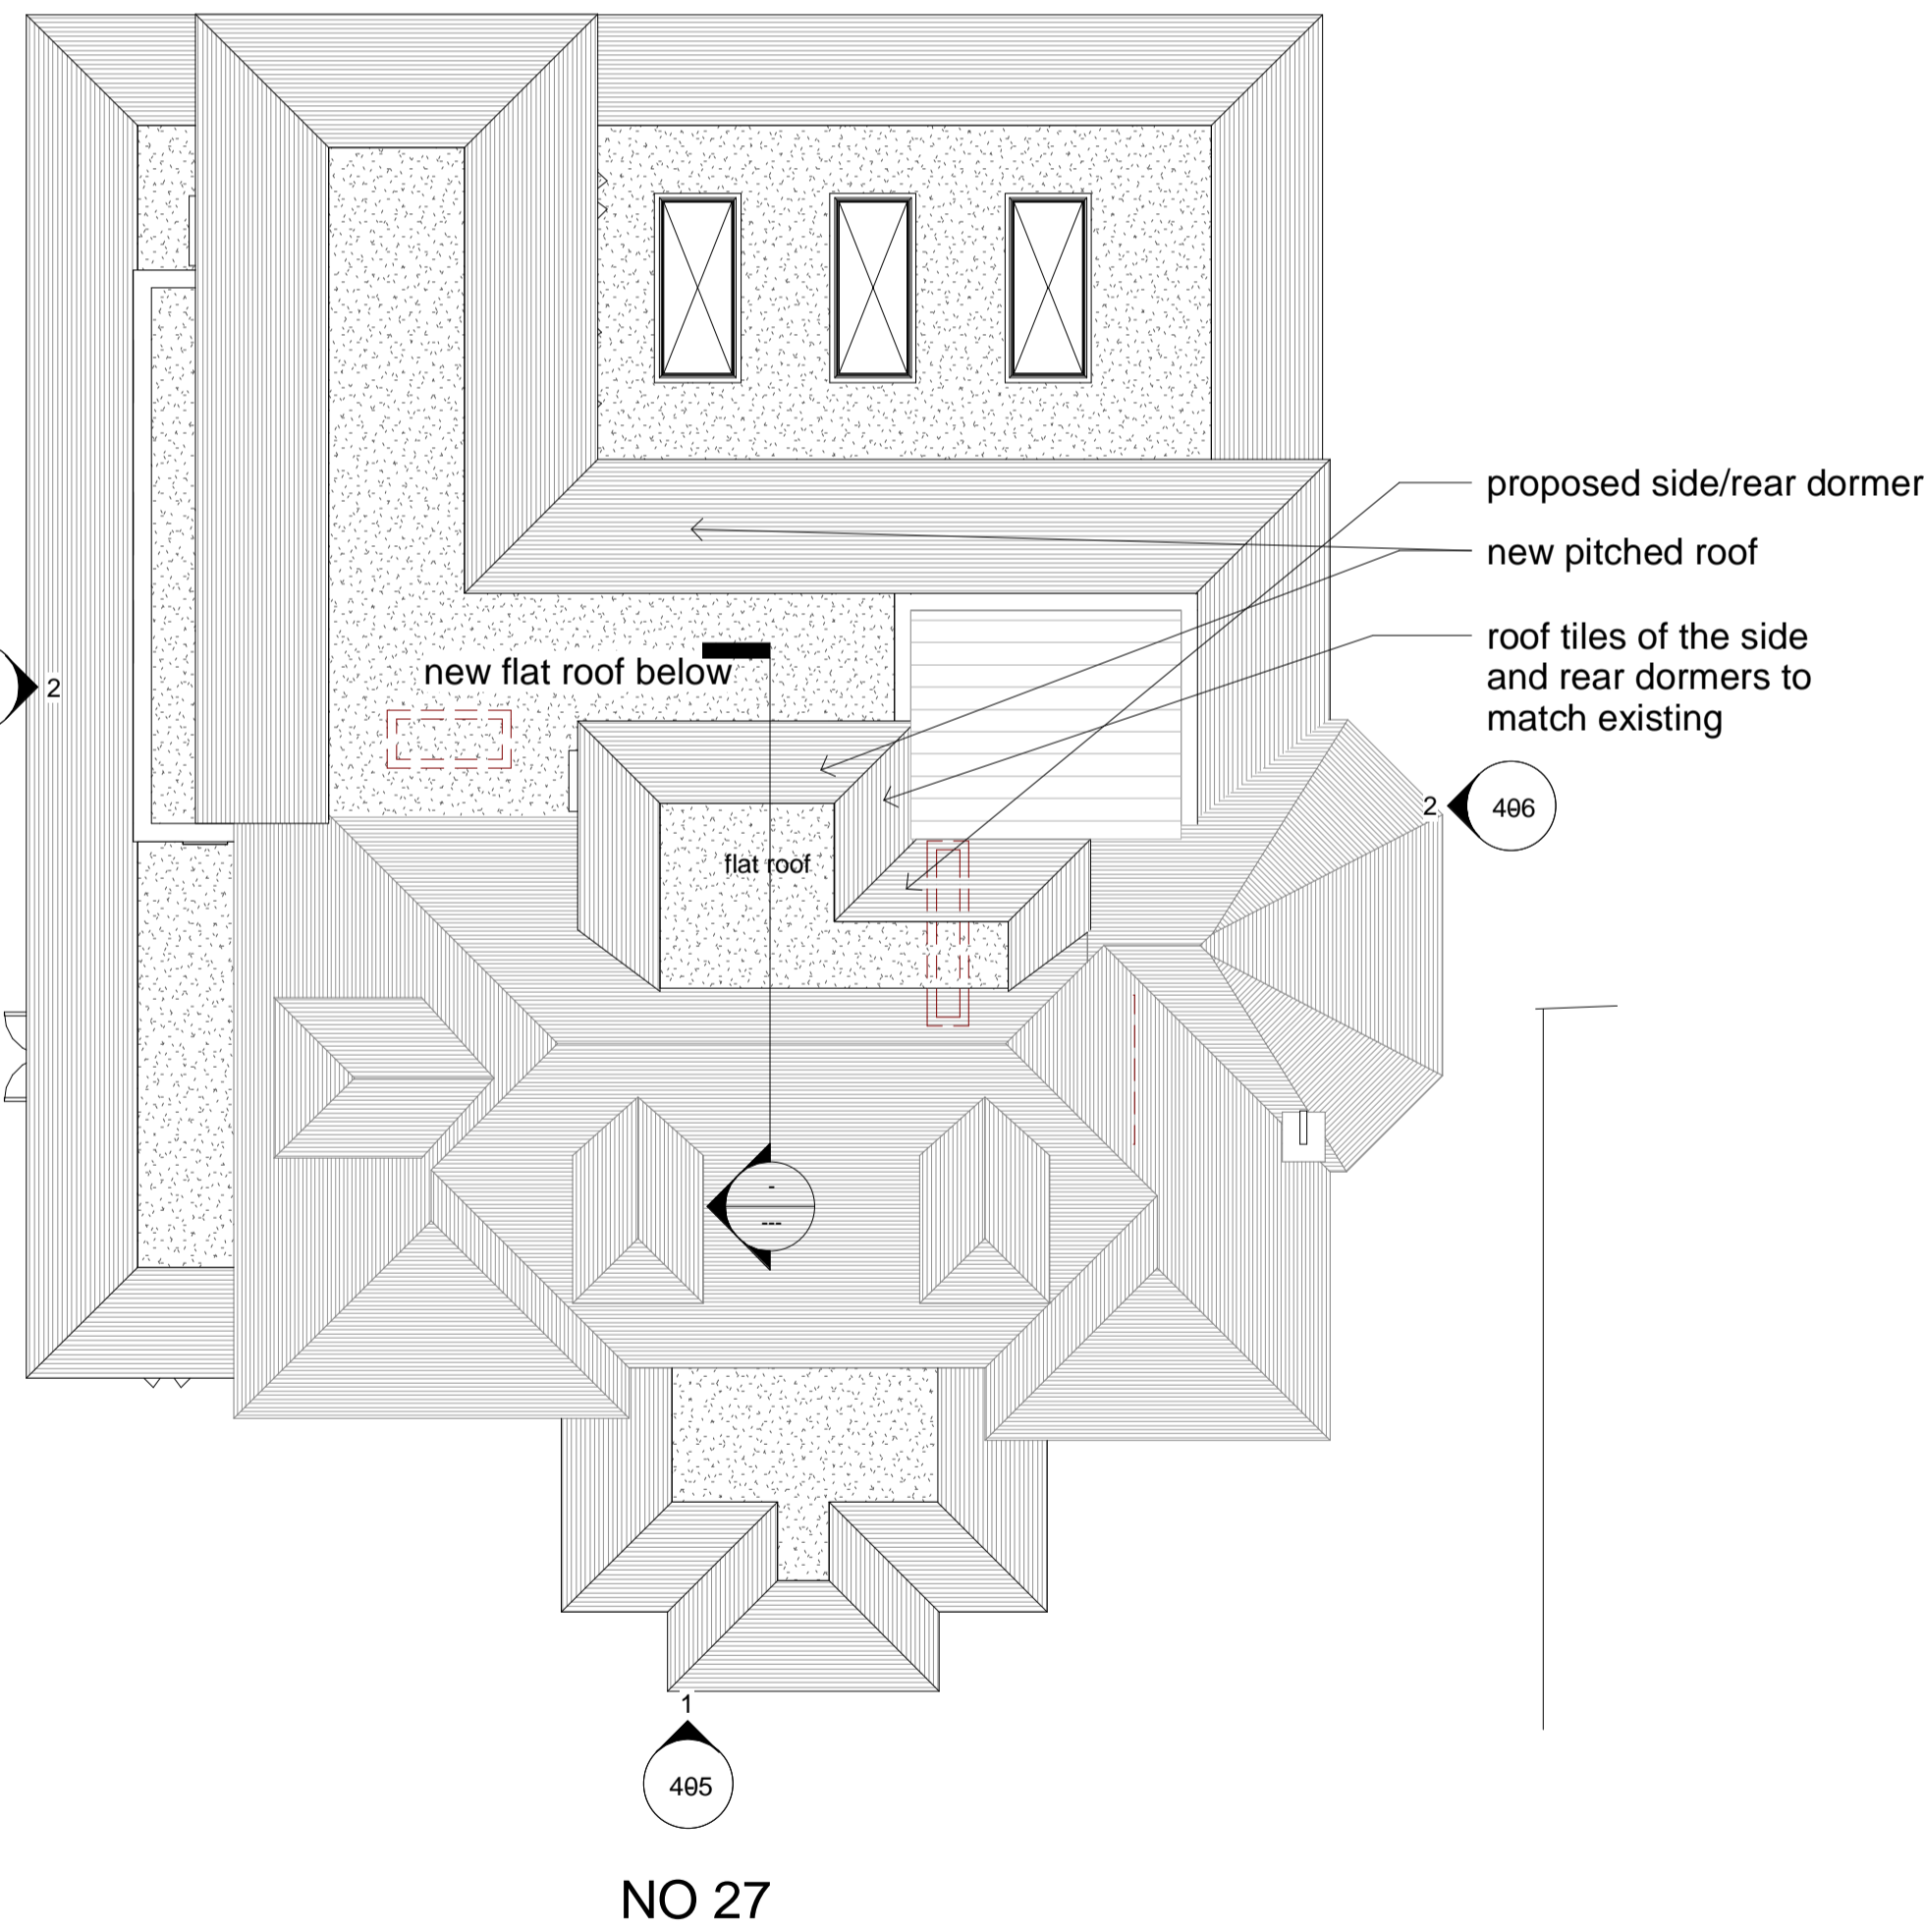 proposed side/rear dormer
new pitched roof
roof tiles of the side
and rear dormers to
match existing
new flat roof below
2
flat roof
2
406
-
---
1
405
NO 27